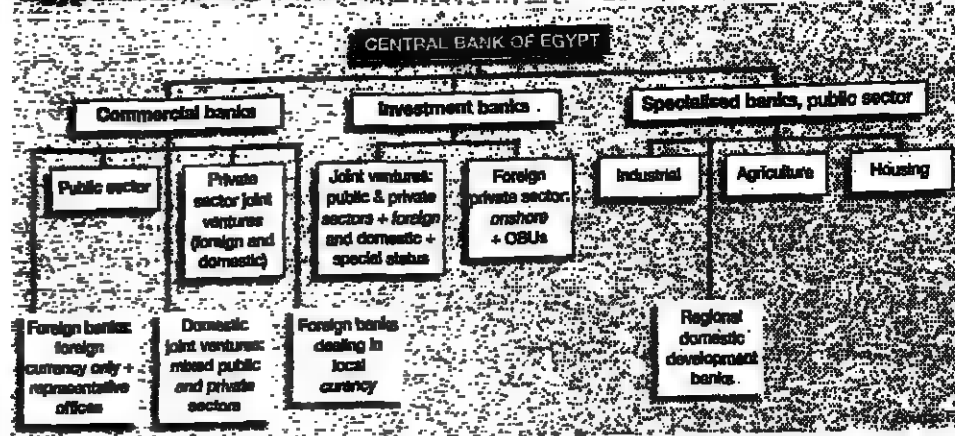 CENTRAL BANK OF EGYPT
Commercial banks
Investment banks
Specialised banks, public sector
Public sector
Private
sector joint
ventures
(foreign and
domestic)
Joint ventures:
public & private
sectors + foreign
and domestic +
special status
Foreign
private sector:
onshore
+ OBUs
Industrial
Agriculture
Housing
Foreign banks:
foreign
currency only +
representative
offices
Domestic
joint ventures:
mixed public
and private
sectors
Foreign banks
dealing in
local
currency
Regional
domestic
development
banks